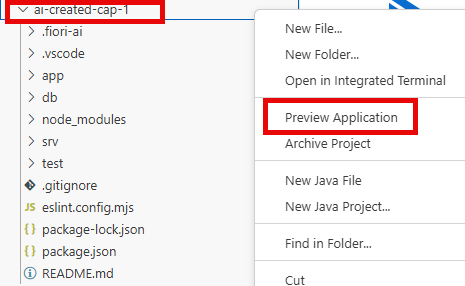 ai-created-cap-1
.fiori-ai
.vscode
app
db
node_modules
srv
test
.gitignore
eslint.config.mjs
package-lock.json
package.json
README.md
New File...
New Folder...
Open in Integrated Terminal
Preview Application
Archive Project
New Java File
New Java Project...
Find in Folder...
Cut